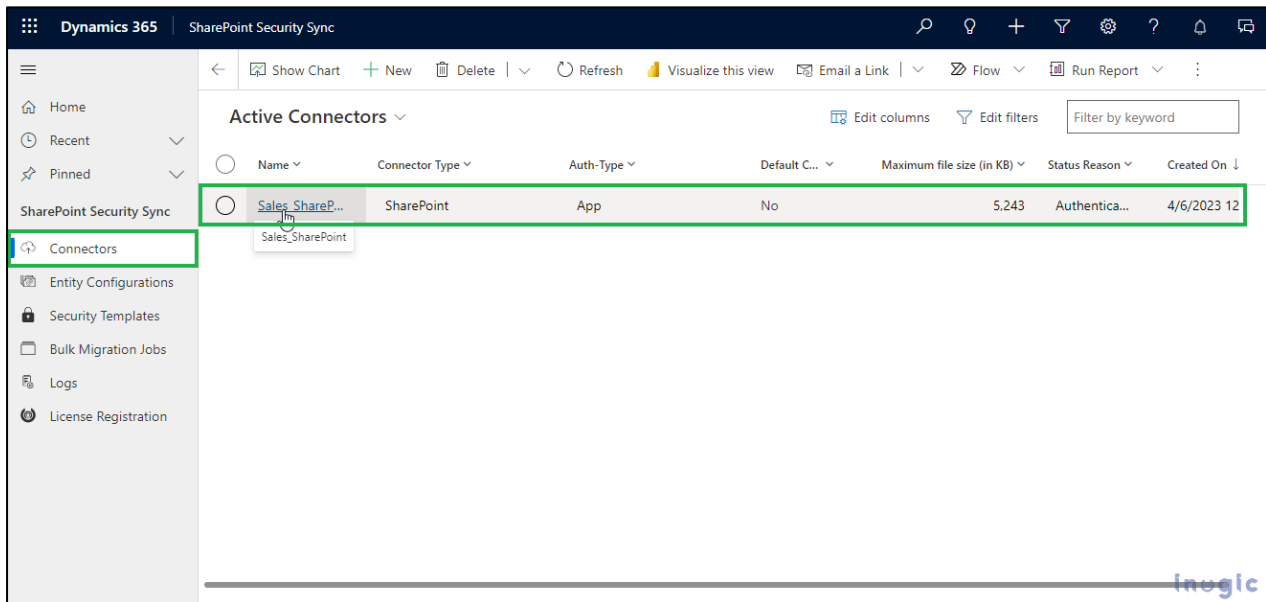 Dynamics 365 SharePoint Security Sync
Show Chart New Delete Refresh Visualize this view Email a Link Flow Run Report
Home
Recent
Pinned
SharePoint Security Sync
Connectors
Entity Configurations
Security Templates
Bulk Migration Jobs
Logs
License Registration
Active Connectors Edit columns Edit filters Filter by keyword
Name Connector Type Auth-Type Default C... Maximum file size (in KB) Status Reason Created On
Sales_ShareP... SharePoint App No 5,243 Authentica... 4/6/2023 12
Sales_SharePoint
inogic